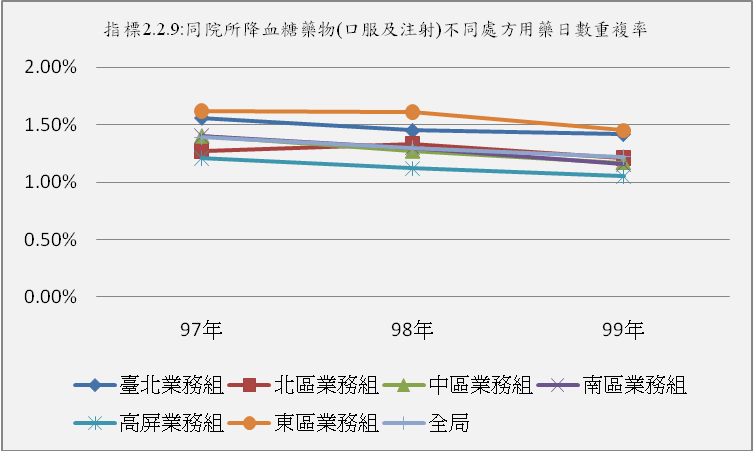 指標2.2.9:同院所降血糖藥物(口服及注射)不同處方用藥日數重複率
2.00%
1.50%
1.00%
0.50%
0.00%
97年 98年 99年
臺北業務組 北區業務組 中區業務組 南區業務組
高屏業務組 東區業務組 全局